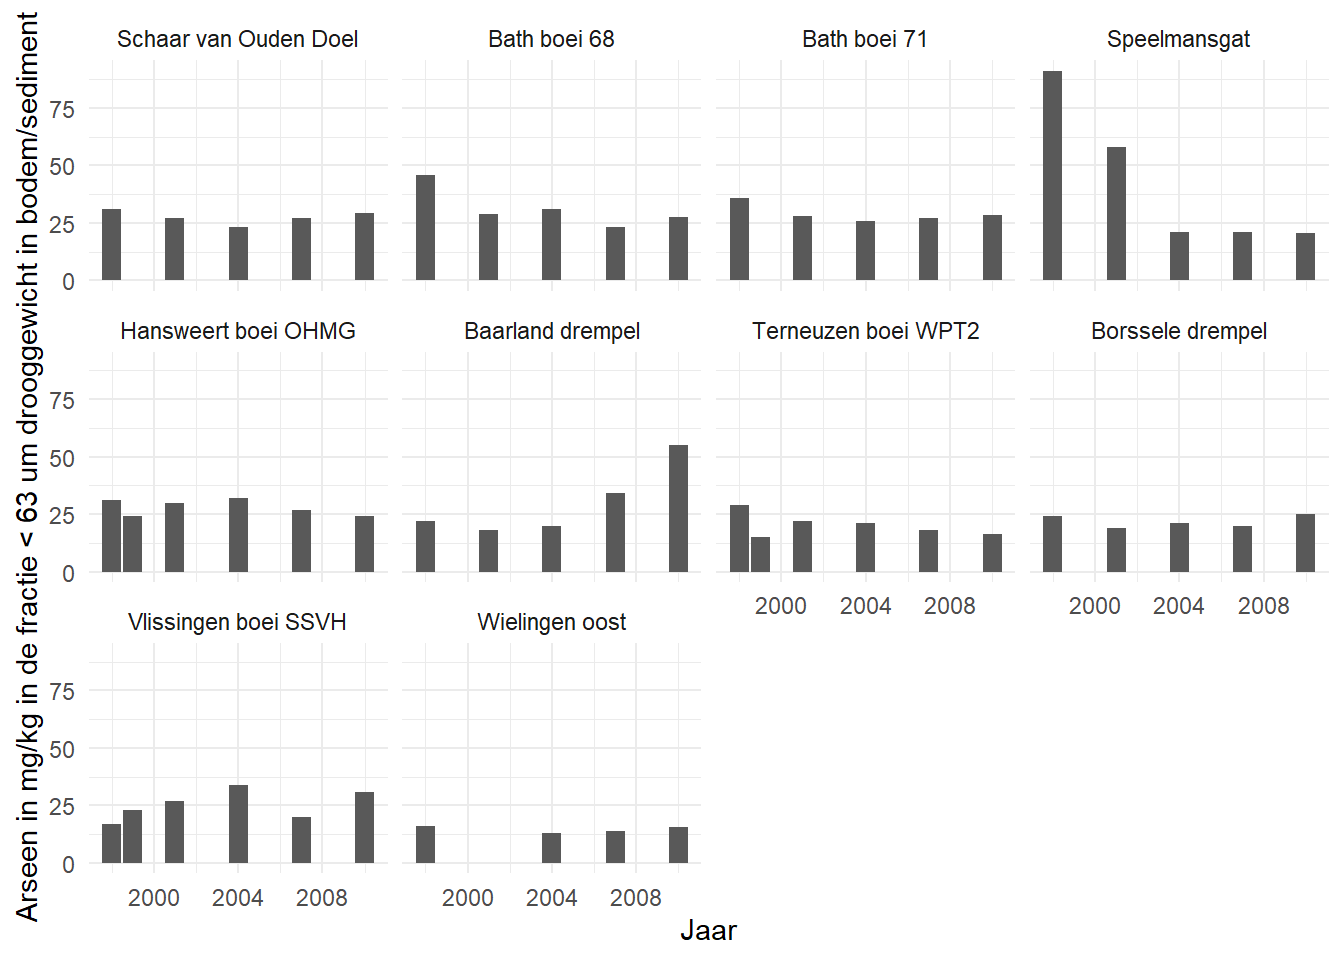 Arseen in mg/kg in de fractie < 63 um drooggewicht in bodem/sediment
Schaar van Ouden Doel
Bath boei 68
Bath boei 71
Speelmansgat
75
50
25
0
Hansweert boei OHMG
Baarland drempel
Terneuzen boei WPT2
Borssele drempel
75
50
25
0
2000 2004 2008
2000 2004 2008
Vlissingen boei SSVH
Wielingen oost
75
50
25
0
2000 2004 2008
2000 2004 2008
Jaar